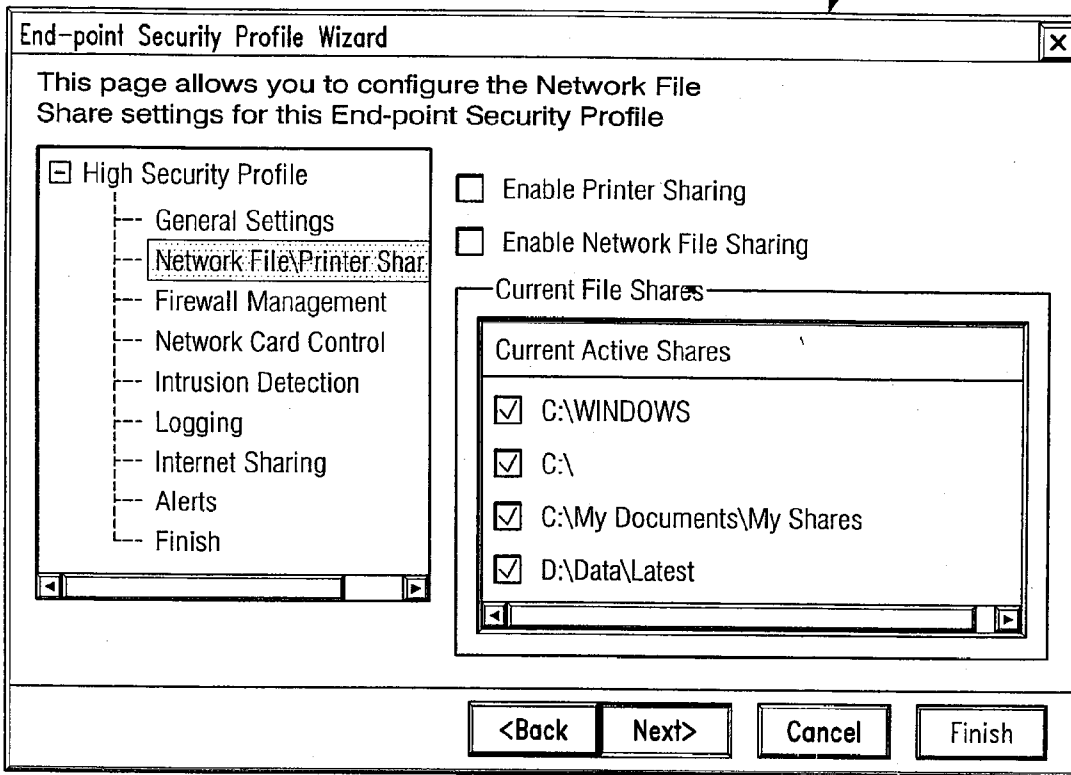 End-point Security Profile Wizard
This page allows you to configure the Network File
Share settings for this End-point Security Profile
High Security Profile
General Settings
Network File\Printer Shar
Firewall Management
Network Card Control
Intrusion Detection
Logging
Internet Sharing
Alerts
Finish
Enable Printer Sharing
Enable Network File Sharing
Current File Shares
Current Active Shares
C:\WINDOWS
C:\
C:\My Documents\My Shares
D:\Data\Latest
<Back
Next>
Cancel
Finish